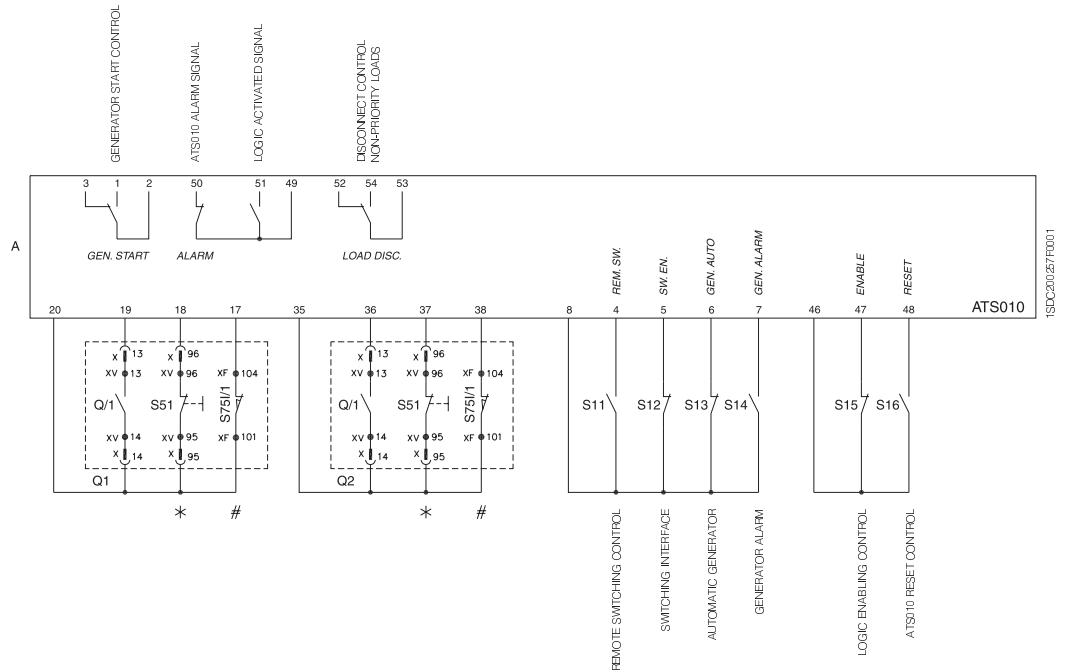 GENERATOR START CONTROL
ATS010 ALARM SIGNAL
LOGIC ACTIVATED SIGNAL
DISCONNECT CONTROL
NON-PRIORITY LOADS
3 1 2 50 51 49 52 54 53
A
GEN. START ALARM LOAD DISC.
REM. SW.
SW. EN.
GEN. AUTO
GEN. ALARM
ENABLE
RESET
ATS010
1SDC200257F0001
20 19 18 17 35 36 37 38 8 4 5 6 7 46 47 48
X 13 X 96 X 13 X 96
XV 13 XV 96 XF 104 XV 13 XV 96 XF 104
Q/1 S51 S75I/1 Q/1 S51 S75I/1 S11 S12 S13 S14 S15 S16
XV 14 XV 95 XF 101 XV 14 XV 95 XF 101
X 14 X 95 X 14 X 95
Q1 Q2
* # * #
REMOTE SWITCHING CONTROL
SWITCHING INTERFACE
AUTOMATIC GENERATOR
GENERATOR ALARM
LOGIC ENABLING CONTROL
ATS010 RESET CONTROL